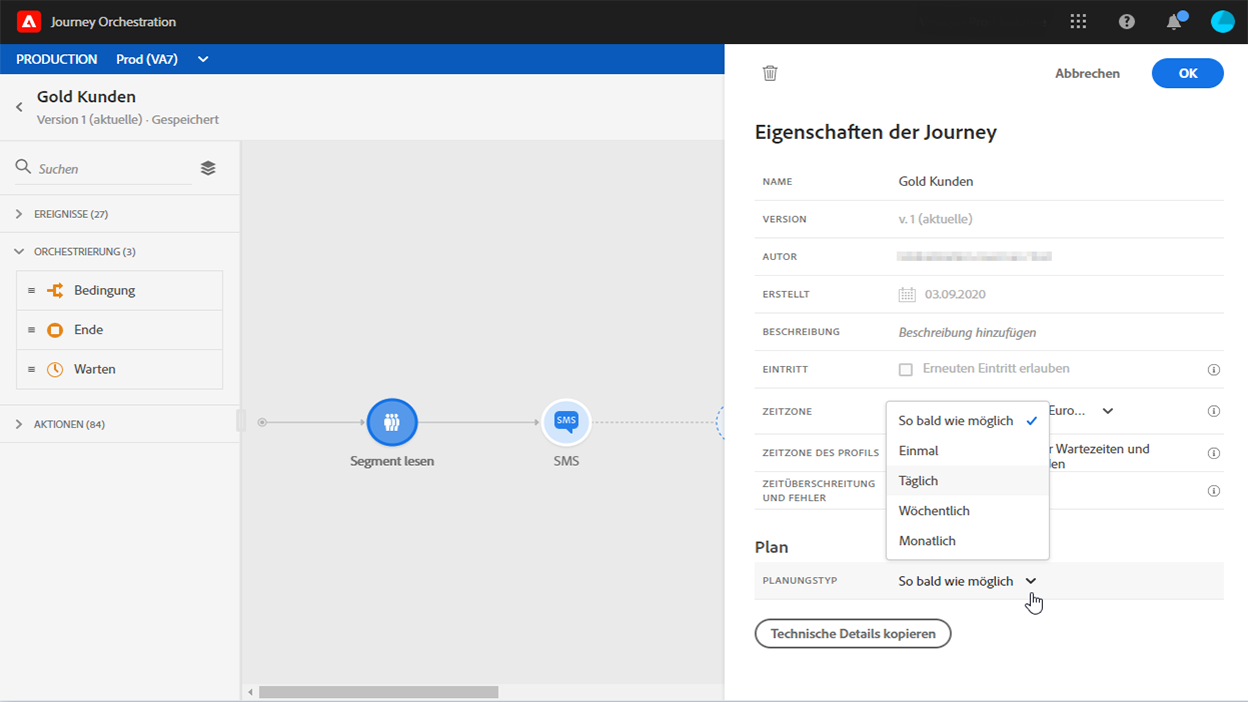 Journey Orchestration
PRODUCTION Prod (VA7)
Gold Kunden
Version 1 (aktuelle) · Gespeichert
Suchen
EREIGNISSE (27)
ORCHESTRIERUNG (3)
Bedingung
Ende
Warten
AKTIONEN (84)
Segment lesen
SMS
SMS
Abbrechen
OK
Eigenschaften der Journey
NAME Gold Kunden
VERSION v. 1 (aktuelle)
AUTOR
ERSTELLT 03.09.2020
BESCHREIBUNG Beschreibung hinzufügen
EINTRITT Erneuten Eintritt erlauben
ZEITZONE Euro...
ZEITZONE DES PROFILS r Wartezeiten und
len
ZEITÜBERSCHREITUNG
UND FEHLER
So bald wie möglich
Einmal
Täglich
Wöchentlich
Monatlich
Plan
PLANUNGSTYP So bald wie möglich
Technische Details kopieren